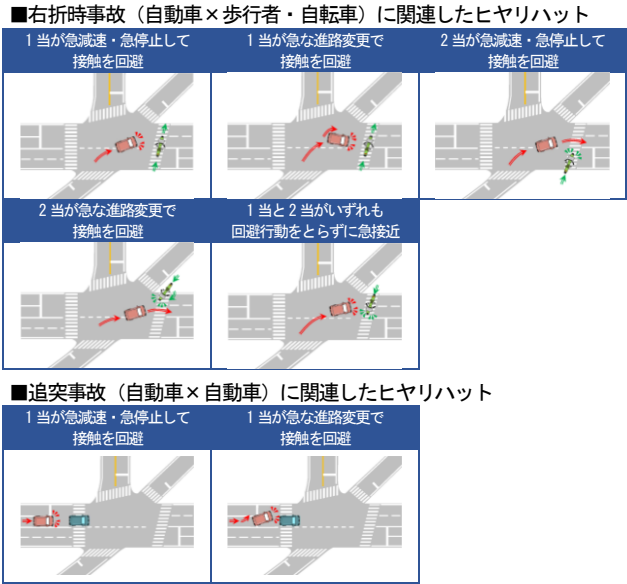 ■右折時事故（自動車×歩行者・自転車）に関連したヒヤリハット
1当が急減速・急停止して
接触を回避
1当が急な進路変更で
接触を回避
2当が急減速・急停止して
接触を回避
2当が急な進路変更で
接触を回避
1当と2当がいずれも
回避行動をとらずに急接近
■追突事故（自動車×自動車）に関連したヒヤリハット
1当が急減速・急停止して
接触を回避
1当が急な進路変更で
接触を回避